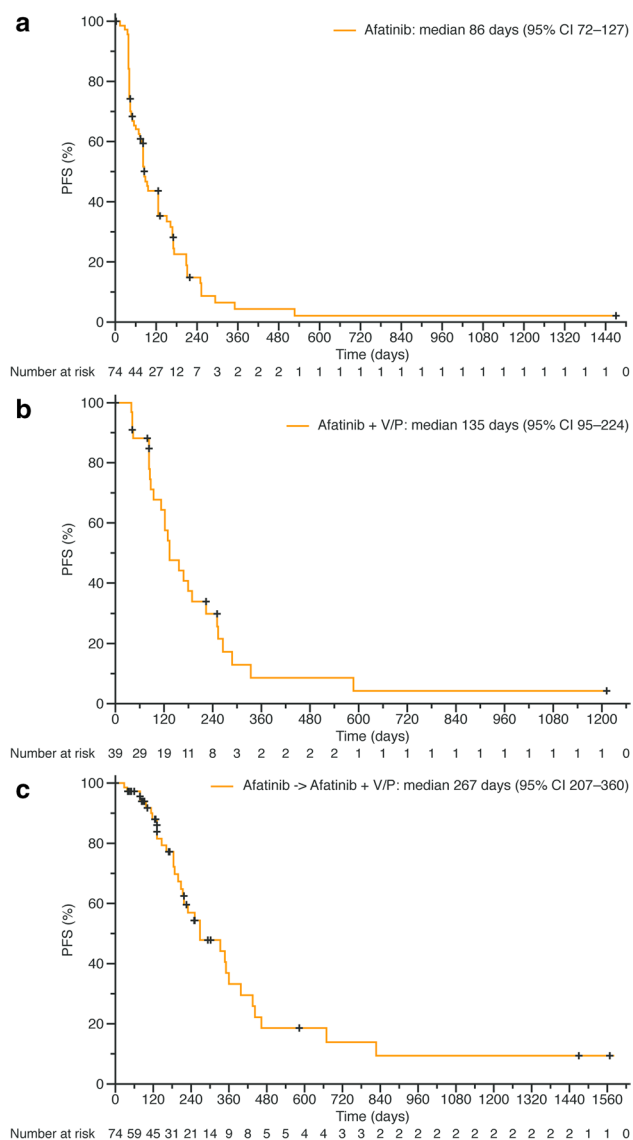 a
Afatinib: median 86 days (95% CI 72–127)
100
80
60
40
20
0
PFS (%)
0 120 240 360 480 600 720 840 960 1080 1200 1320 1440
Time (days)
Number at risk 74 44 27 12 7 3 2 2 2 1 1 1 1 1 1 1 1 1 1 1 1 1 1 1 1 0
b
Afatinib + V/P: median 135 days (95% CI 95–224)
100
80
60
40
20
0
PFS (%)
0 120 240 360 480 600 720 840 960 1080 1200
Time (days)
Number at risk 39 29 19 11 8 3 2 2 2 2 1 1 1 1 1 1 1 1 1 1 1 0
c
Afatinib -> Afatinib + V/P: median 267 days (95% CI 207–360)
100
80
60
40
20
0
PFS (%)
0 120 240 360 480 600 720 840 960 1080 1200 1320 1440 1560
Time (days)
Number at risk 74 59 45 31 21 14 9 8 5 5 4 4 3 3 2 2 2 2 2 2 2 2 2 2 2 1 1 0